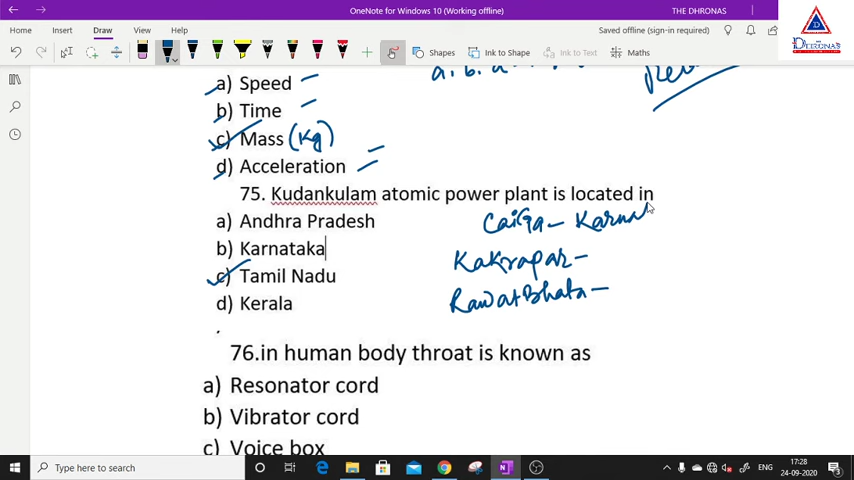 OneNote for Windows 10 (Working offline)
THE DHRONAS
Home Insert Draw View Help
Saved offline (sign-in required)
Shapes Ink to Shape Ink to Text Maths
DHRONAS
a) Speed
b) Time
c) Mass (Kg)
d) Acceleration
75. Kudankulam atomic power plant is located in
a) Andhra Pradesh
Caiga – Karna
b) Karnataka
Kakrapar –
c) Tamil Nadu
RawatBhata –
d) Kerala
76.in human body throat is known as
a) Resonator cord
b) Vibrator cord
c) Voice box
Type here to search
ENG
17:28
24-09-2020
3